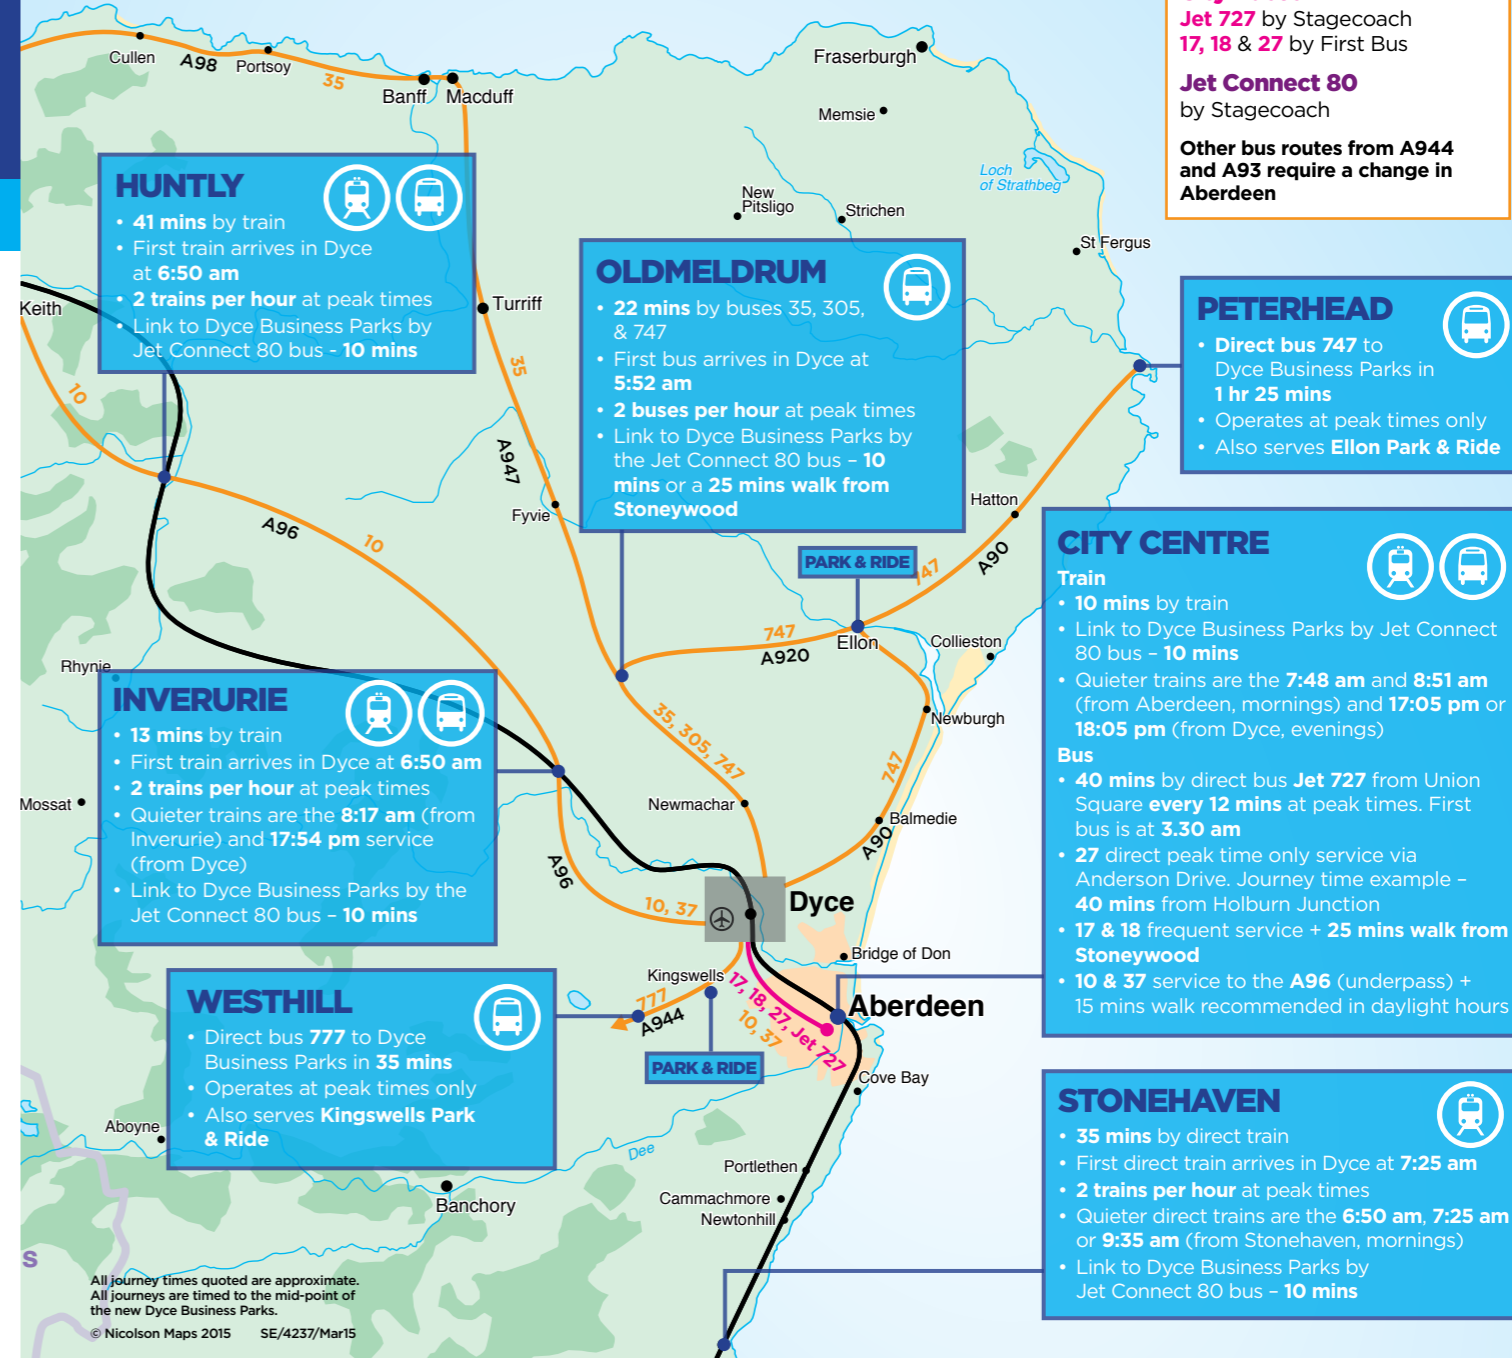 Jet 727 by Stagecoach
17, 18 & 27 by First Bus
Jet Connect 80
by Stagecoach
Other bus routes from A944
and A93 require a change in
Aberdeen
Cullen
A98
Portsoy
35
Banff
Macduff
Fraserburgh
Memsie
Loch
of Strathbeg
New
Pitsligo
Strichen
St Fergus
HUNTLY
• 41 mins by train
• First train arrives in Dyce
at 6:50 am
• 2 trains per hour at peak times
• Link to Dyce Business Parks by
Jet Connect 80 bus - 10 mins
Keith
10
Turriff
35
A947
Fyvie
OLDMELDRUM
• 22 mins by buses 35, 305,
& 747
• First bus arrives in Dyce at
5:52 am
• 2 buses per hour at peak times
• Link to Dyce Business Parks by
the Jet Connect 80 bus – 10
mins or a 25 mins walk from
Stoneywood
PETERHEAD
• Direct bus 747 to
Dyce Business Parks in
1 hr 25 mins
• Operates at peak times only
• Also serves Ellon Park & Ride
Hatton
A90
747
PARK & RIDE
A96
10
747
A920
Ellon
Collieston
Newburgh
Rhynie
INVERURIE
• 13 mins by train
• First train arrives in Dyce at 6:50 am
• 2 trains per hour at peak times
• Quieter trains are the 8:17 am (from
Inverurie) and 17:54 pm service
(from Dyce)
• Link to Dyce Business Parks by the
Jet Connect 80 bus – 10 mins
Mossat
35, 305, 747
Newmachar
747
Balmedie
A90
A96
10, 37
Dyce
Bridge of Don
Kingswells
777
A944
17, 18, 27, Jet 727
10, 37
Aberdeen
PARK & RIDE
Cove Bay
CITY CENTRE
Train
• 10 mins by train
• Link to Dyce Business Parks by Jet Connect
80 bus – 10 mins
• Quieter trains are the 7:48 am and 8:51 am
(from Aberdeen, mornings) and 17:05 pm or
18:05 pm (from Dyce, evenings)
Bus
• 40 mins by direct bus Jet 727 from Union
Square every 12 mins at peak times. First
bus is at 3.30 am
• 27 direct peak time only service via
Anderson Drive. Journey time example –
40 mins from Holburn Junction
• 17 & 18 frequent service + 25 mins walk from
Stoneywood
• 10 & 37 service to the A96 (underpass) +
15 mins walk recommended in daylight hours
WESTHILL
• Direct bus 777 to Dyce
Business Parks in 35 mins
• Operates at peak times only
• Also serves Kingswells Park
& Ride
Aboyne
Dee
Banchory
Portlethen
Cammachmore
Newtonhill
STONEHAVEN
• 35 mins by direct train
• First direct train arrives in Dyce at 7:25 am
• 2 trains per hour at peak times
• Quieter direct trains are the 6:50 am, 7:25 am
or 9:35 am (from Stonehaven, mornings)
• Link to Dyce Business Parks by
Jet Connect 80 bus – 10 mins
S
All journey times quoted are approximate.
All journeys are timed to the mid-point of
the new Dyce Business Parks.
© Nicolson Maps 2015 SE/4237/Mar15